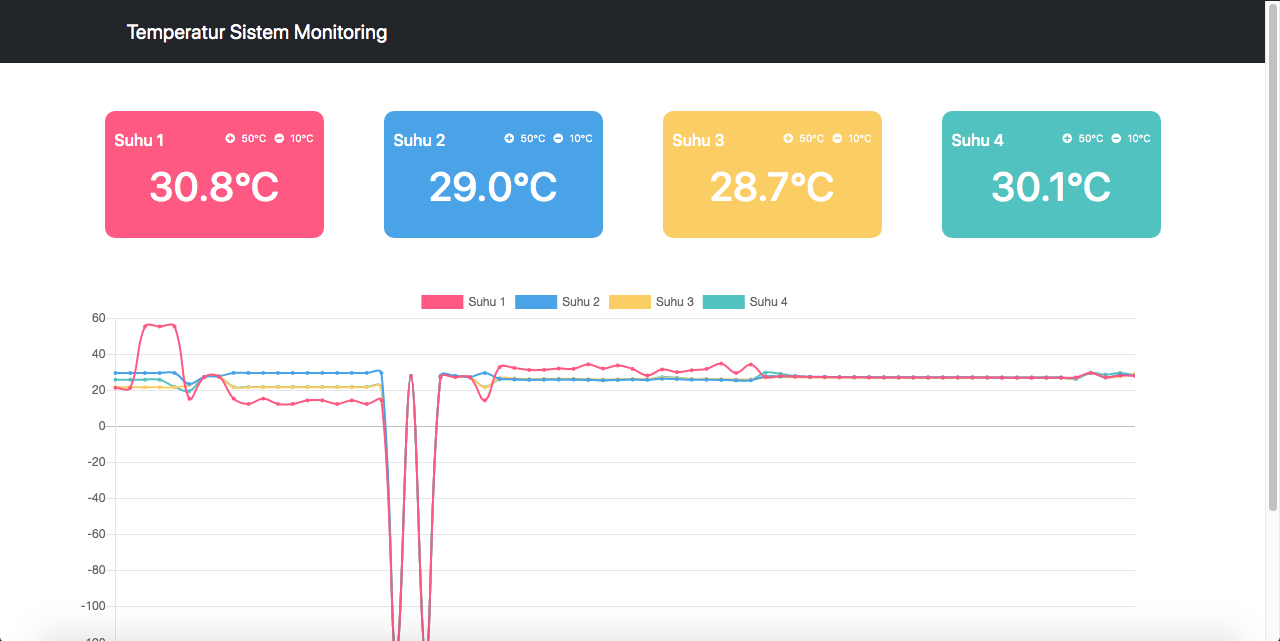 Temperatur Sistem Monitoring
Suhu 1 50°C 10°C
30.8°C
Suhu 2 50°C 10°C
29.0°C
Suhu 3 50°C 10°C
28.7°C
Suhu 4 50°C 10°C
30.1°C
Suhu 1 Suhu 2 Suhu 3 Suhu 4
60
40
20
0
-20
-40
-60
-80
-100